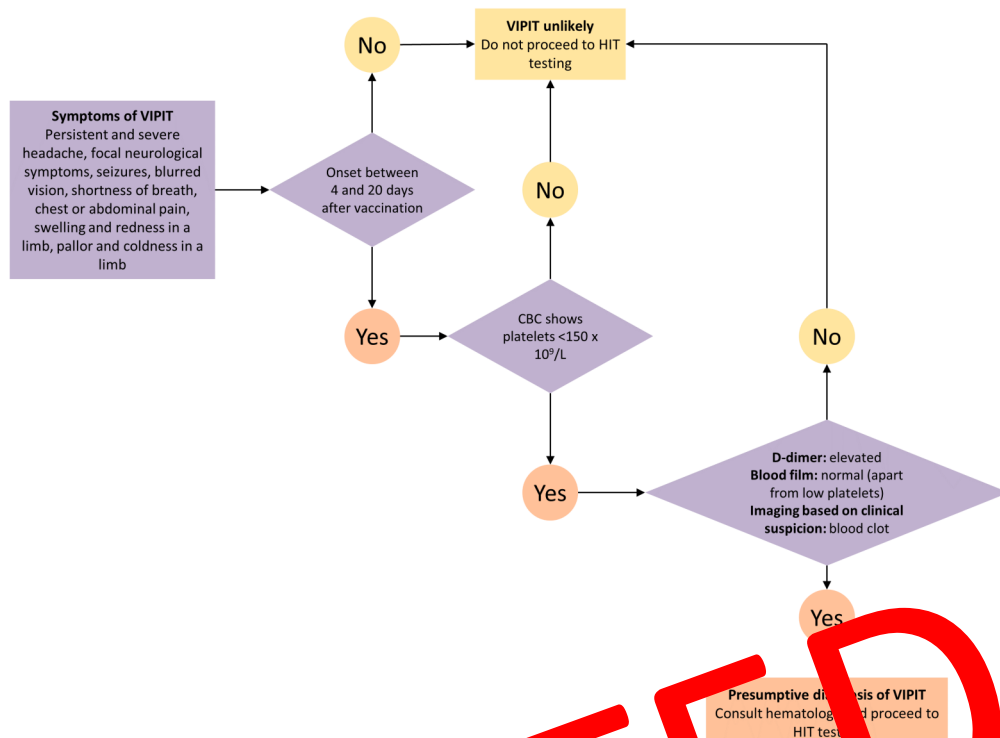 No
VIPIT unlikely
Do not proceed to HIT
testing
Symptoms of VIPIT
Persistent and severe
headache, focal neurological
symptoms, seizures, blurred
vision, shortness of breath,
chest or abdominal pain,
swelling and redness in a
limb, pallor and coldness in a
limb
Onset between
4 and 20 days
after vaccination
No
Yes
CBC shows
platelets <150 x
10⁹/L
No
Yes
D-dimer: elevated
Blood film: normal (apart
from low platelets)
Imaging based on clinical
suspicion: blood clot
Yes
Presumptive of VIPIT
Consult proceed to
HIT